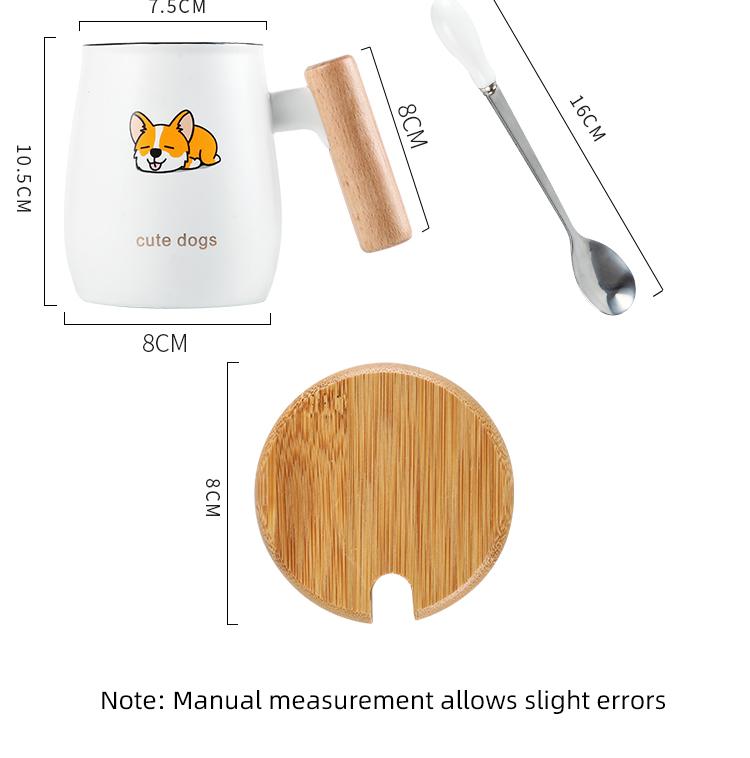 7.5CM
10.5CM
8CM
16CM
cute dogs
8CM
8CM
Note: Manual measurement allows slight errors